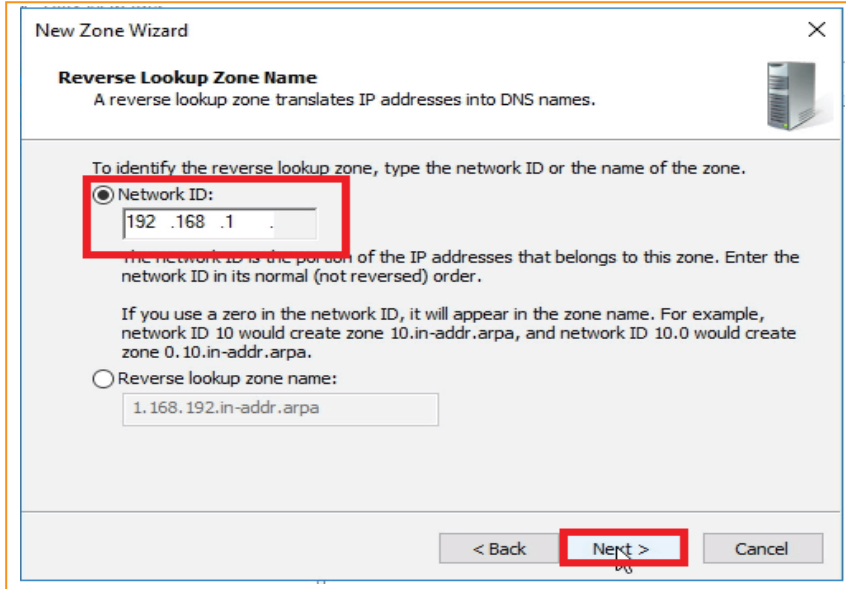 New Zone Wizard
Reverse Lookup Zone Name
A reverse lookup zone translates IP addresses into DNS names.
To identify the reverse lookup zone, type the network ID or the name of the zone.
Network ID:
192 .168 .1 .
The network ID is the portion of the IP addresses that belongs to this zone. Enter the
network ID in its normal (not reversed) order.
If you use a zero in the network ID, it will appear in the zone name. For example,
network ID 10 would create zone 10.in-addr.arpa, and network ID 10.0 would create
zone 0.10.in-addr.arpa.
Reverse lookup zone name:
1.168.192.in-addr.arpa
< Back Next > Cancel